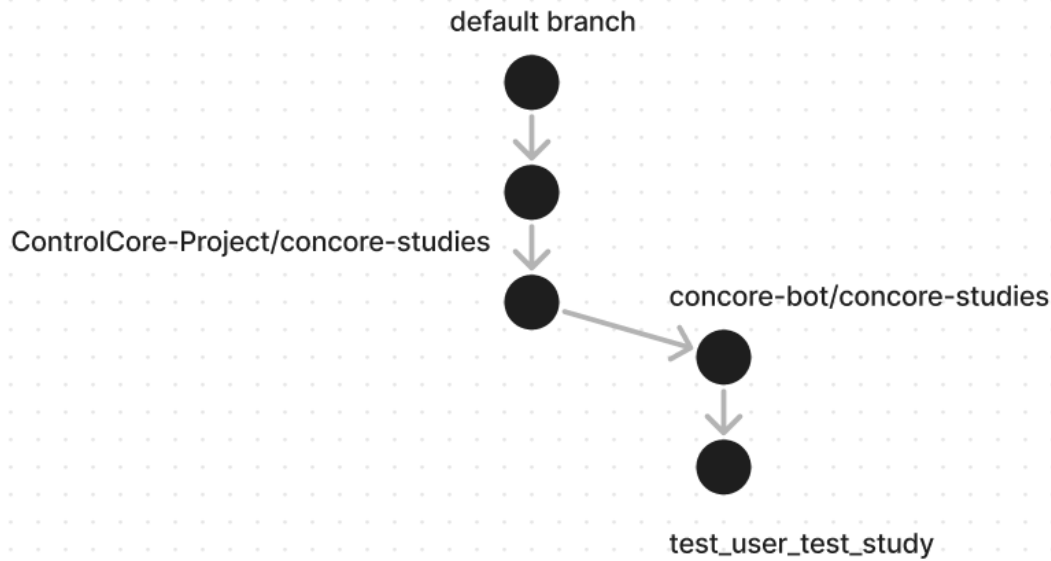 default branch
ControlCore-Project/concore-studies
concore-bot/concore-studies
test_user_test_study